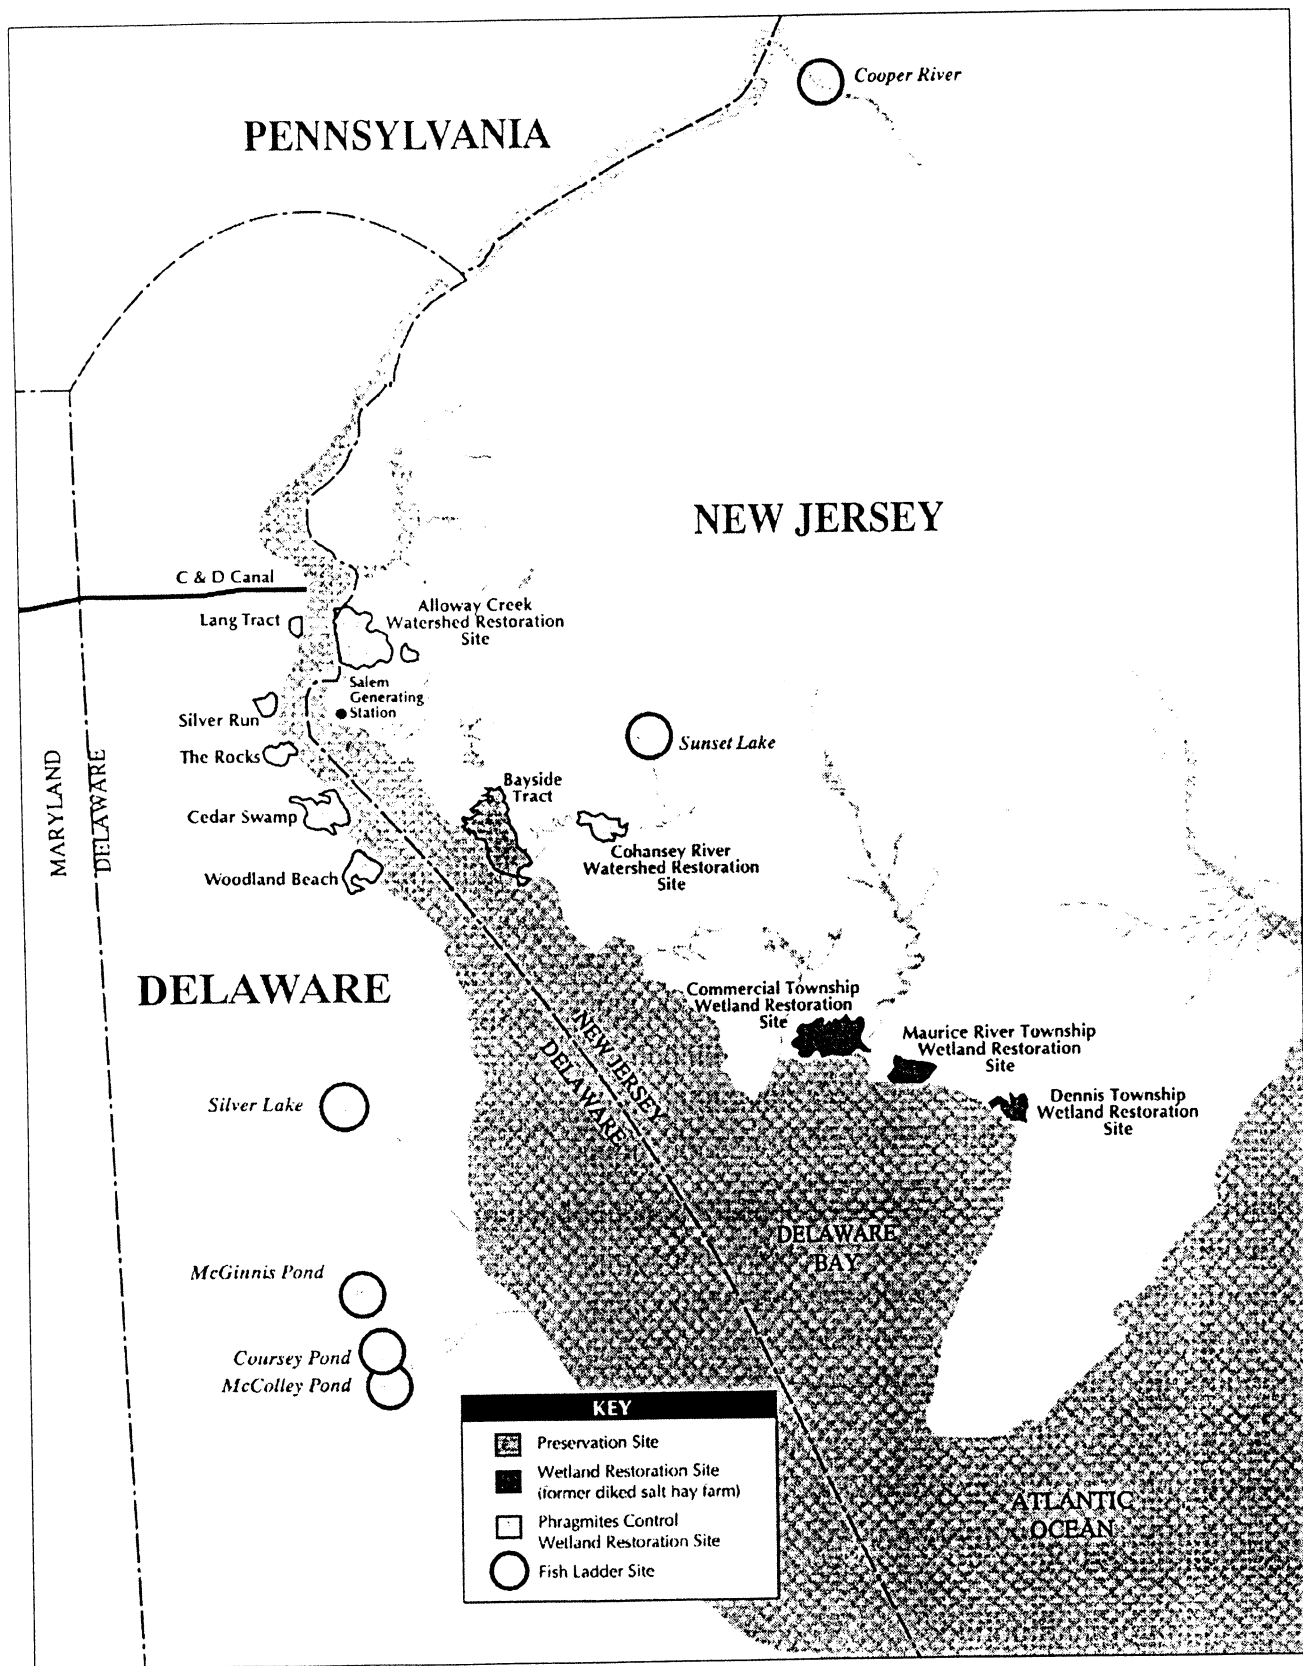 Cooper River
PENNSYLVANIA
NEW JERSEY
C & D Canal
Lang Tract
Alloway Creek
Watershed Restoration
Site
Salem
Generating
Station
Silver Run
The Rocks
Sunset Lake
MARYLAND
DELAWARE
Bayside
Tract
Cedar Swamp
Cohansey River
Watershed Restoration
Site
Woodland Beach
DELAWARE
Commercial Township
Wetland Restoration
Site
Maurice River Township
Wetland Restoration
Site
NEW JERSEY
DELAWARE
Dennis Township
Wetland Restoration
Site
Silver Lake
DELAWARE
BAY
McGinnis Pond
Coursey Pond
McColley Pond
KEY
Preservation Site
Wetland Restoration Site
(former diked salt hay farm)
Phragmites Control
Wetland Restoration Site
Fish Ladder Site
ATLANTIC
OCEAN